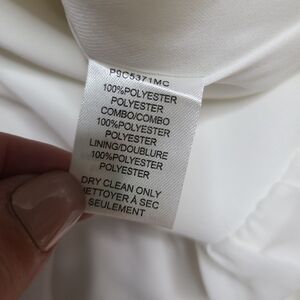 P9C5371MC
100%POLYESTER
POLYESTER
COMBO/COMBO
100%POLYESTER
POLYESTER
LINING/DOUBLURE
100%POLYESTER
POLYESTER
DRY CLEAN ONLY
NETTOYER À SEC
SEULEMENT